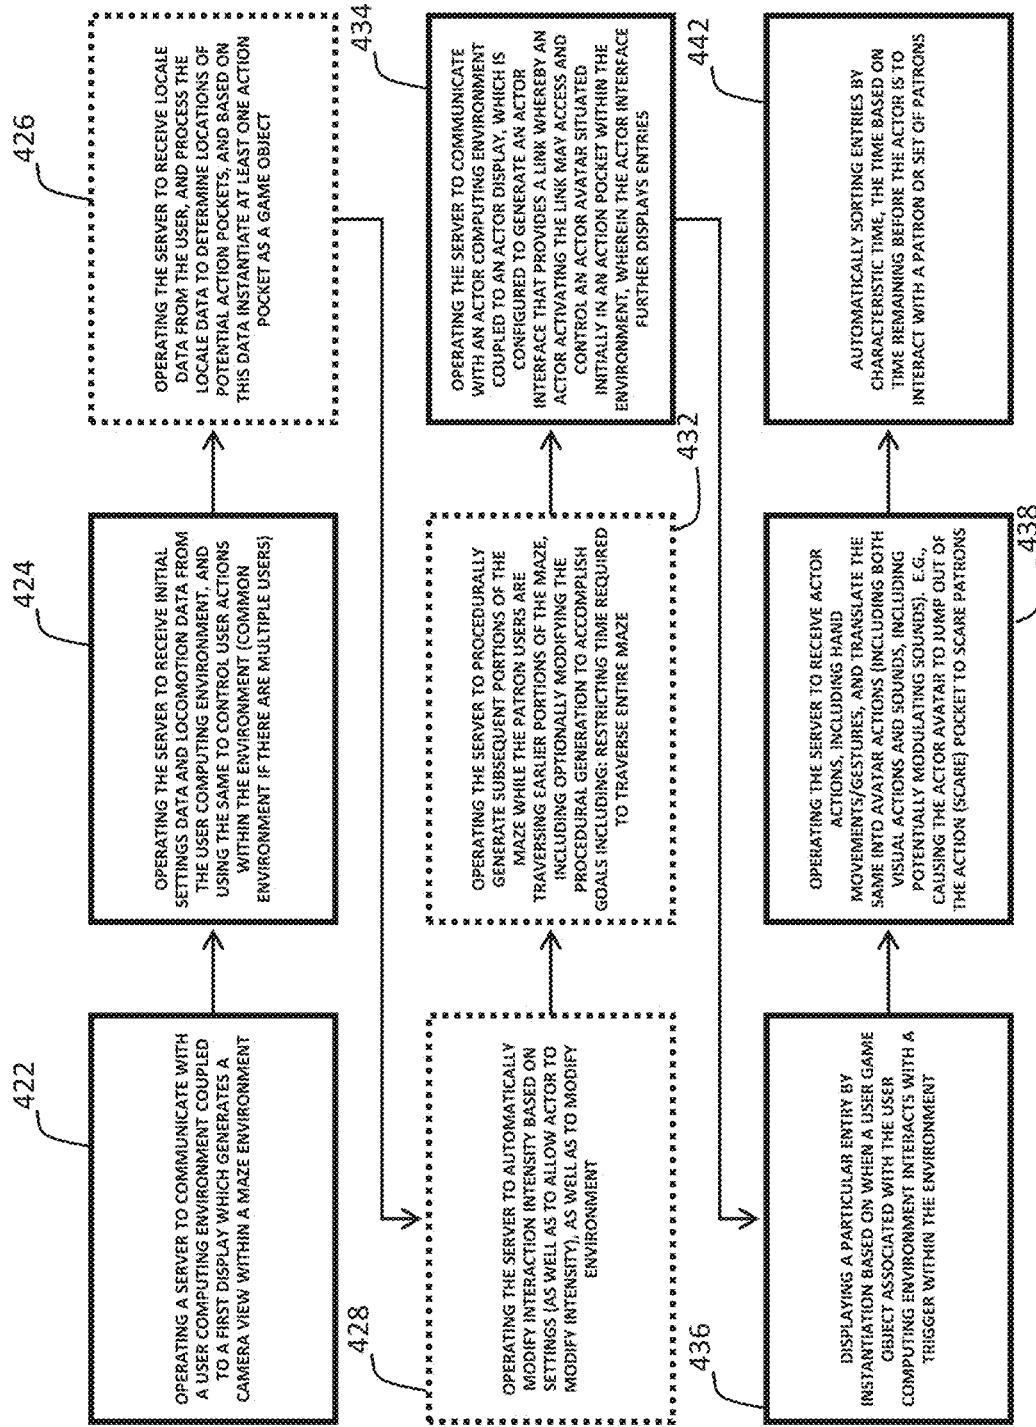 422
OPERATING A SERVER TO COMMUNICATE WITH
A USER COMPUTING ENVIRONMENT COUPLED
TO A FIRST DISPLAY WHICH GENERATES A
CAMERA VIEW WITHIN A MAZE ENVIRONMENT
424
OPERATING THE SERVER TO RECEIVE INITIAL
SETTINGS DATA AND LOCOMOTION DATA FROM
THE USER COMPUTING ENVIRONMENT, AND
USING THE SAME TO CONTROL USER ACTIONS
WITHIN THE ENVIRONMENT (COMMON
ENVIRONMENT IF THERE ARE MULTIPLE USERS)
426
OPERATING THE SERVER TO RECEIVE LOCALE
DATA FROM THE USER, AND PROCESS THE
LOCALE DATA TO DETERMINE LOCATIONS OF
POTENTIAL ACTION POCKETS, AND BASED ON
THIS DATA INSTANTIATE AT LEAST ONE ACTION
POCKET AS A GAME OBJECT
428
OPERATING THE SERVER TO AUTOMATICALLY
MODIFY INTERACTION INTENSITY BASED ON
SETTINGS (AS WELL AS TO ALLOW ACTOR TO
MODIFY INTENSITY), AS WELL AS TO MODIFY
ENVIRONMENT
OPERATING THE SERVER TO PROCEDURALLY
GENERATE SUBSEQUENT PORTIONS OF THE
MAZE WHILE THE PATRON USERS ARE
TRAVERSING EARLIER PORTIONS OF THE MAZE,
INCLUDING OPTIONALLY MODIFYING THE
PROCEDURAL GENERATION TO ACCOMPLISH
GOALS INCLUDING: RESTRICTING TIME REQUIRED
TO TRAVERSE ENTIRE MAZE
432
434
OPERATING THE SERVER TO COMMUNICATE
WITH AN ACTOR COMPUTING ENVIRONMENT
COUPLED TO AN ACTOR DISPLAY, WHICH IS
CONFIGURED TO GENERATE AN ACTOR
INTERFACE THAT PROVIDES A LINK WHEREBY AN
ACTOR ACTIVATING THE LINK MAY ACCESS AND
CONTROL AN ACTOR AVATAR SITUATED
INITIALLY IN AN ACTION POCKET WITHIN THE
ENVIRONMENT, WHEREIN THE ACTOR INTERFACE
FURTHER DISPLAYS ENTRIES
436
DISPLAYING A PARTICULAR ENTRY BY
INSTANTIATION BASED ON WHEN A USER GAME
OBJECT ASSOCIATED WITH THE USER
COMPUTING ENVIRONMENT INTERACTS WITH A
TRIGGER WITHIN THE ENVIRONMENT
OPERATING THE SERVER TO RECEIVE ACTOR
ACTIONS, INCLUDING HAND
MOVEMENTS/GESTURES, AND TRANSLATE THE
SAME INTO AVATAR ACTIONS (INCLUDING BOTH
VISUAL ACTIONS AND SOUNDS, INCLUDING
POTENTIALLY MODULATING SOUNDS). E.G.,
CAUSING THE ACTOR AVATAR TO JUMP OUT OF
THE ACTION (SCARE) POCKET TO SCARE PATRONS
438
442
AUTOMATICALLY SORTING ENTRIES BY
CHARACTERISTIC TIME, THE TIME BASED ON
TIME REMAINING BEFORE THE ACTOR IS TO
INTERACT WITH A PATRON OR SET OF PATRONS